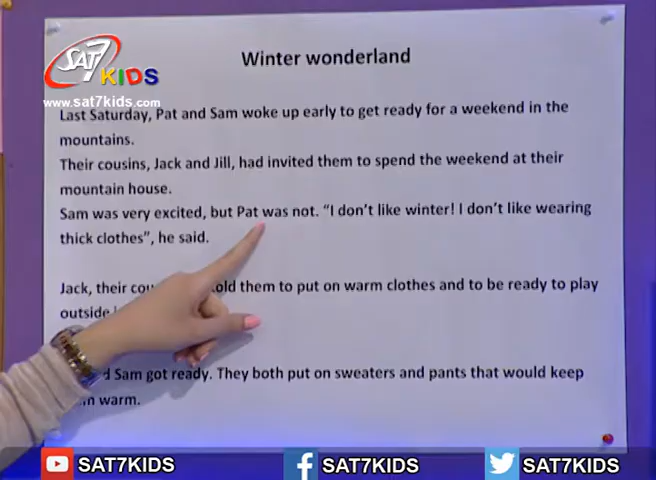 Winter wonderland
SAT 7 KIDS
www.sat7kids.com
Last Saturday, Pat and Sam woke up early to get ready for a weekend in the
mountains.
Their cousins, Jack and Jill, had invited them to spend the weekend at their
mountain house.
Sam was very excited, but Pat was not. “I don’t like winter! I don’t like wearing
thick clothes”, he said.
Jack, their told them to put on warm clothes and to be ready to play
outside
Sam got ready. They both put on sweaters and pants that would keep
warm.
SAT7KIDS
SAT7KIDS
SAT7KIDS